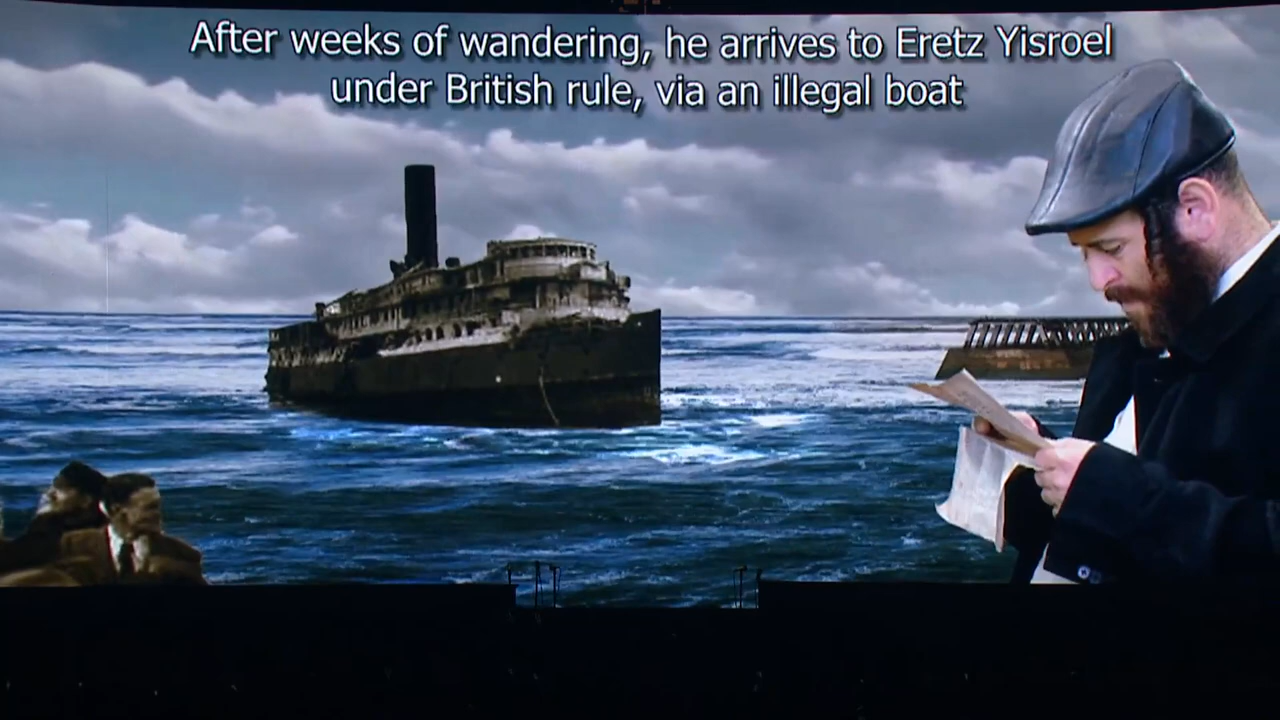 After weeks of wandering, he arrives to Eretz Yisroel
under British rule, via an illegal boat